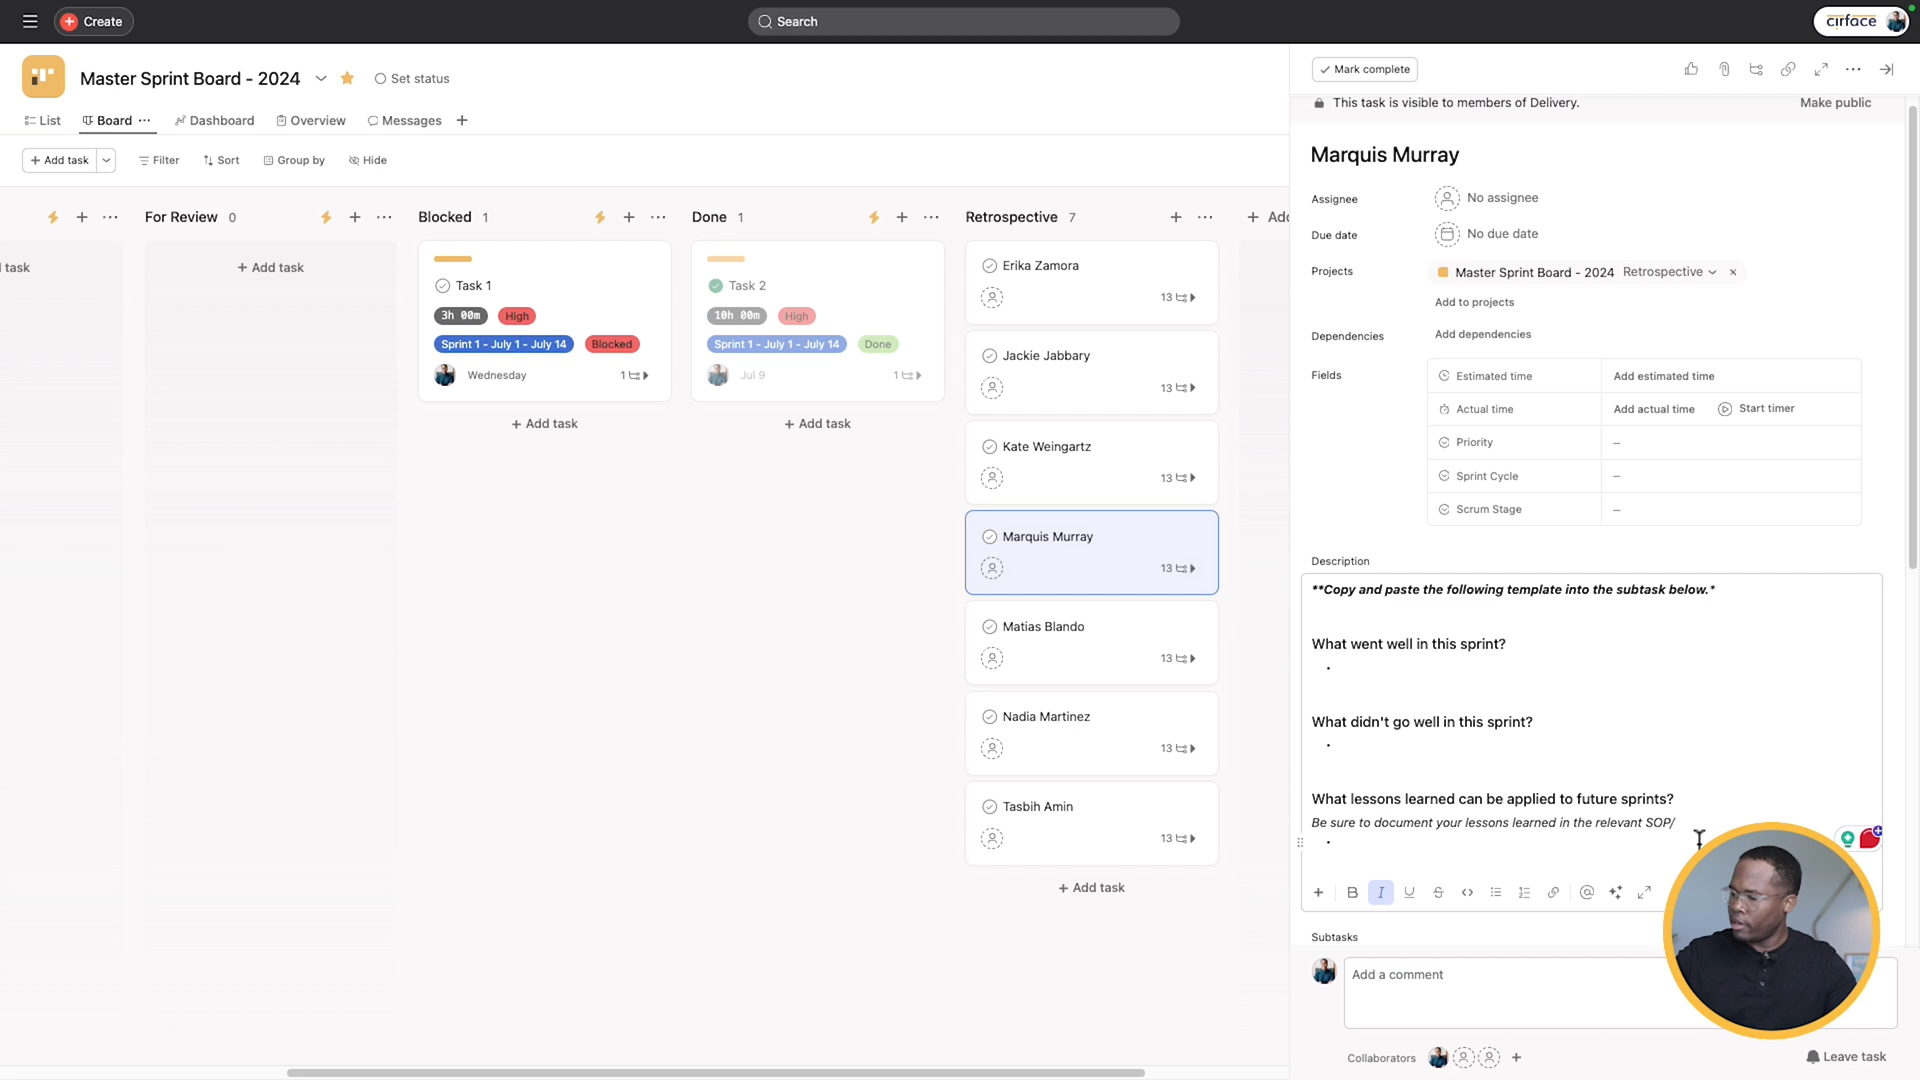 Create
Search
cirface
Master Sprint Board - 2024
Set status
List
Board
Dashboard
Overview
Messages
Add task
Filter
Sort
Group by
Hide
task
For Review 0
Add task
Blocked 1
Task 1
3h 00m High
Sprint 1 - July 1 - July 14 Blocked
Wednesday 1
Add task
Done 1
Task 2
10h 00m High
Sprint 1 - July 1 - July 14 Done
Jul 9 1
Add task
Retrospective 7
Erika Zamora
13
Jackie Jabbary
13
Kate Weingartz
13
Marquis Murray
13
Matias Blando
13
Nadia Martinez
13
Tasbih Amin
13
Add task
Mark complete
This task is visible to members of Delivery. Make public
Marquis Murray
Assignee No assignee
Due date No due date
Projects Master Sprint Board - 2024 Retrospective
Add to projects
Dependencies Add dependencies
Fields
Estimated time Add estimated time
Actual time Add actual time Start timer
Priority —
Sprint Cycle —
Scrum Stage —
Description
**Copy and paste the following template into the subtask below.*
What went well in this sprint?
•
What didn't go well in this sprint?
•
What lessons learned can be applied to future sprints?
Be sure to document your lessons learned in the relevant SOP/
•
Subtasks
Add a comment
Collaborators
Leave task